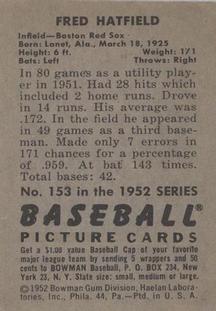 FRED HATFIELD
Infield—Boston Red Sox
Born: Lanet, Ala., March 18, 1925
Height: 6 ft. Weight: 171
Bats: Left Throws: Right
In 80 games as a utility play-
er in 1951. Had 28 hits which
included 2 home runs. Drove
in 14 runs. His average was
.172. In the field he appeared
in 49 games as a third base-
man. Made only 7 errors in
171 chances for a percentage
of .959. At bat 143 times.
Total bases: 42.
No. 153 in the 1952 SERIES
BASEBALL
PICTURE CARDS
Get a $1.00 value Baseball Cap of your favorite
major league team by sending 5 wrappers and 50
cents to BOWMAN Baseball, P. O. BOX 234, New
York 23, N. Y. STATE SIZE: small, medium, large.
©1952 Bowman Gum Division, Haelan Labora-
tories, Inc., Phila. 44, Pa.—Prtd. in U. S. A.